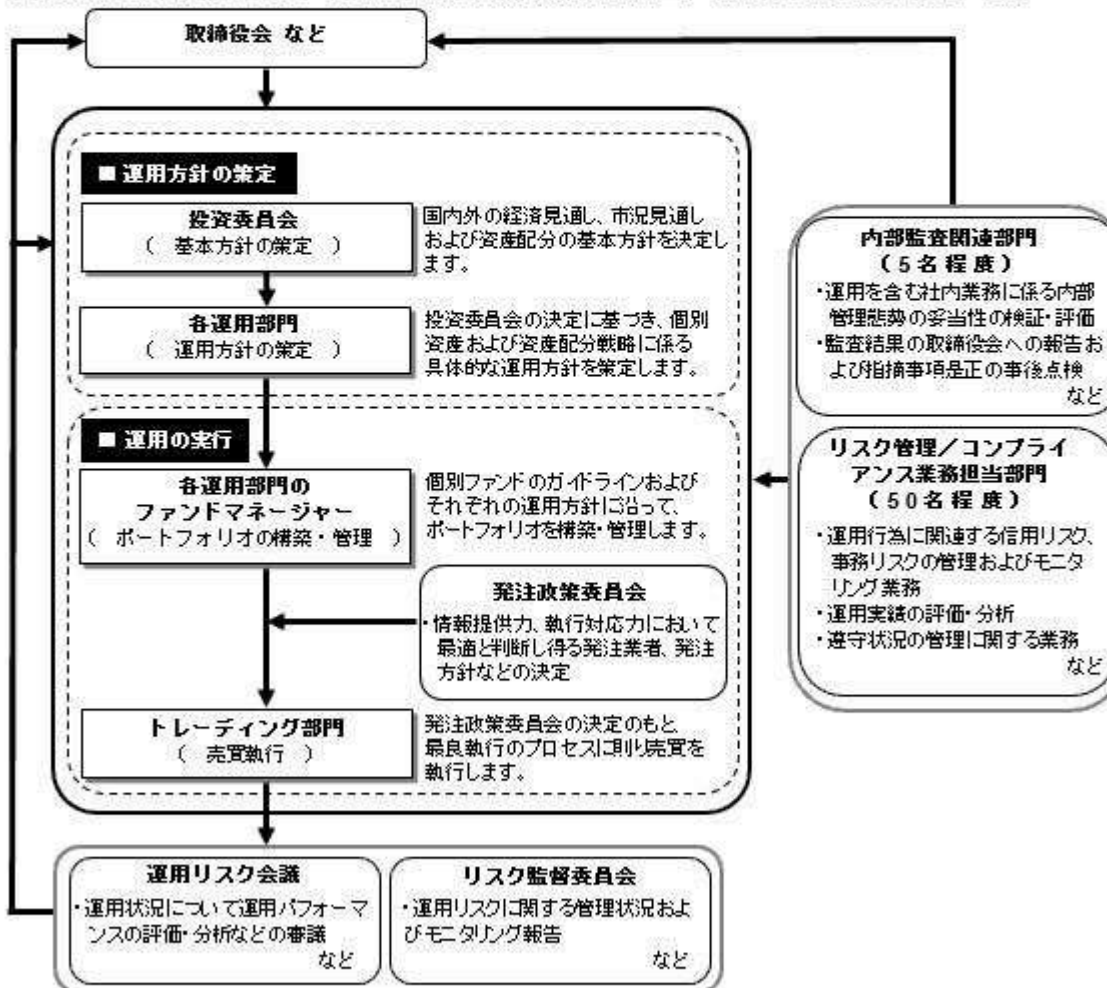 取締役会 など
■ 運用方針の策定
投資委員会
( 基本方針の策定 )
国内外の経済見通し、市況見通し
および資産配分の基本方針を決定し
ます。
各運用部門
( 運用方針の策定 )
投資委員会の決定に基づき、個別
資産および資産配分戦略に係る
具体的な運用方針を策定します。
■ 運用の実行
各運用部門の
ファンドマネージャー
( ポートフォリオの構築・管理 )
個別ファンドのガイドラインおよび
それぞれの運用方針に沿って、
ポートフォリオを構築・管理します。
発注政策委員会
・情報提供力、執行対応力において
最適と判断し得る発注業者、発注
方針などの決定
トレーディング部門
( 売買執行 )
発注政策委員会の決定のもと、
最良執行のプロセスに則り売買を
執行します。
内部監査関連部門
(5名程度)
・運用を含む社内業務に係る内部
管理態勢の妥当性の検証・評価
・監査結果の取締役会への報告お
よび指摘事項是正の事後点検
など
リスク管理/コンプライ
アンス業務担当部門
(50名程度)
・運用行為に関連する信用リスク、
事務リスクの管理およびモニタ
リング業務
・運用実績の評価・分析
・遵守状況の管理に関する業務
など
運用リスク会議
・運用状況について運用パフォーマ
ンスの評価・分析などの審議
など
リスク監督委員会
・運用リスクに関する管理状況およ
びモニタリング報告
など